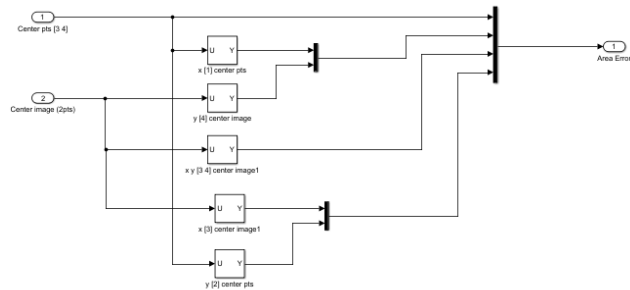 1
Center pts [3 4]
U Y
x [1] center pts
1
Area Error
2
Center image (2pts)
U Y
y [4] center image
U Y
x y [3 4] center image1
U Y
x [3] center image1
U Y
y [2] center pts